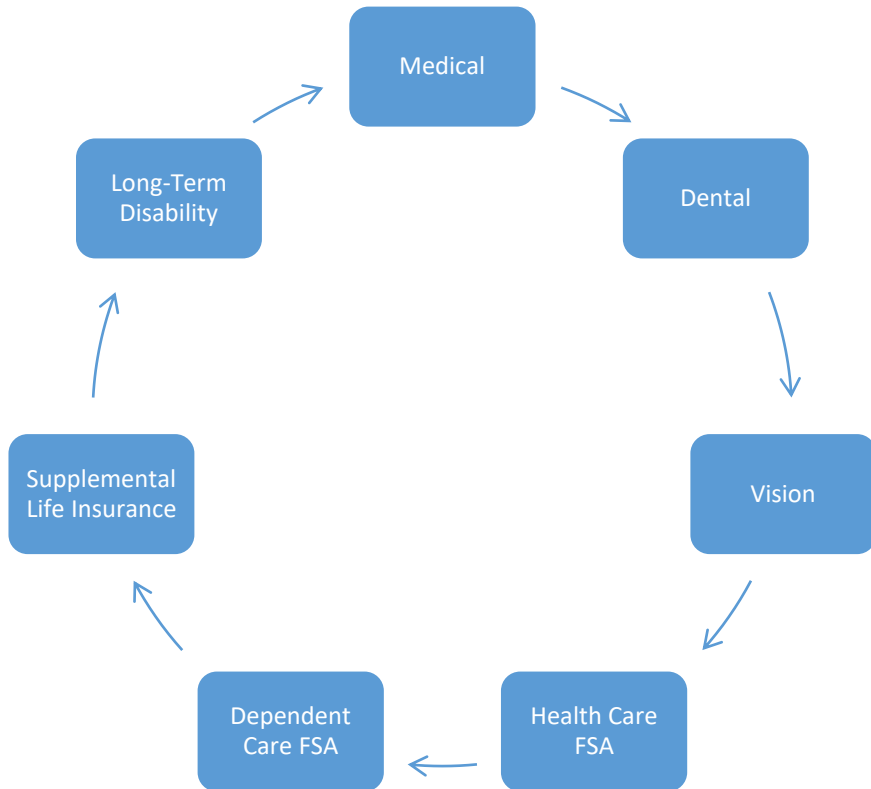 Medical
Dental
Vision
Health Care
FSA
Dependent
Care FSA
Supplemental
Life Insurance
Long-Term
Disability